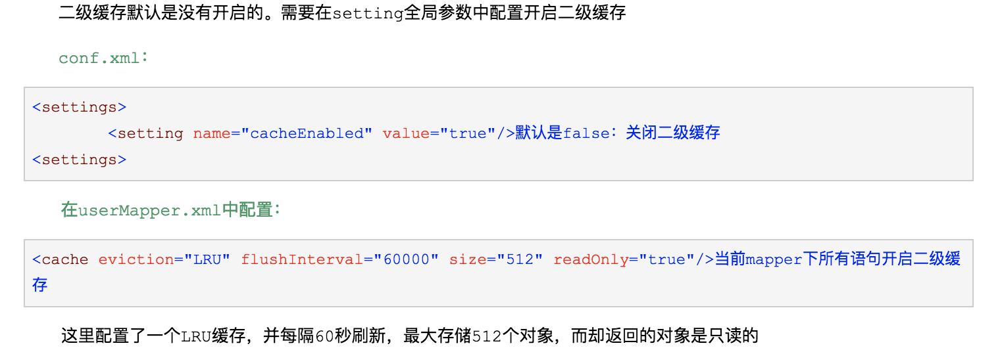 二级缓存默认是没有开启的。需要在setting全局参数中配置开启二级缓存
conf.xml：
<settings>
        <setting name="cacheEnabled" value="true"/>默认是false：关闭二级缓存
<settings>
在userMapper.xml中配置：
<cache eviction="LRU" flushInterval="60000" size="512" readOnly="true"/>当前mapper下所有语句开启二级缓
存
这里配置了一个LRU缓存，并每隔60秒刷新，最大存储512个对象，而却返回的对象是只读的